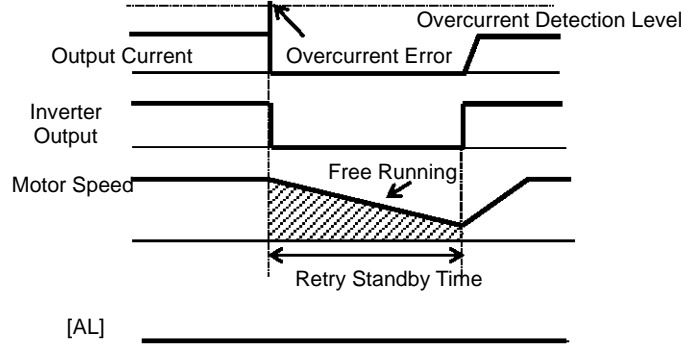 Overcurrent Detection Level
Output Current
Overcurrent Error
Inverter
Output
Free Running
Motor Speed
Retry Standby Time
[AL]